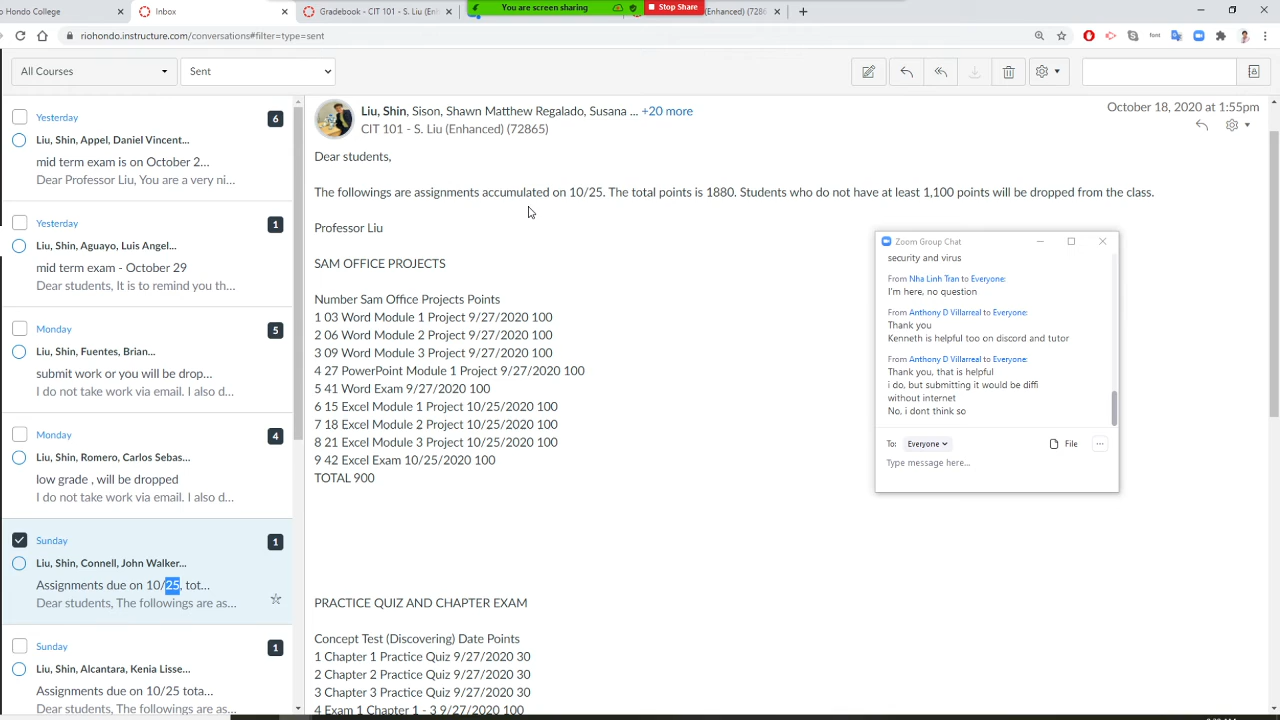 o Hondo College
Inbox
Gradebook - CIT 101 - S. Liu (Enh
You are screen sharing
Stop Share
(Enhanced) (7286
riohondo.instructure.com/conversations#filter=type=sent
All Courses
Sent
Yesterday
6
Liu, Shin, Appel, Daniel Vincent...
mid term exam is on October 2...
Dear Professor Liu, You are a very ni...
Yesterday
1
Liu, Shin, Aguayo, Luis Angel...
mid term exam - October 29
Dear students, It is to remind you th...
Monday
5
Liu, Shin, Fuentes, Brian...
submit work or you will be drop...
I do not take work via email. I also d...
Monday
4
Liu, Shin, Romero, Carlos Sebas...
low grade , will be dropped
I do not take work via email. I also d...
Sunday
1
Liu, Shin, Connell, John Walker...
Assignments due on 10/25, tot...
Dear students, The followings are as...
Sunday
1
Liu, Shin, Alcantara, Kenia Lisse...
Assignments due on 10/25 tota...
Dear students, The followings are as...
Liu, Shin, Sison, Shawn Matthew Regalado, Susana ... +20 more
October 18, 2020 at 1:55pm
CIT 101 - S. Liu (Enhanced) (72865)
Dear students,
The followings are assignments accumulated on 10/25. The total points is 1880. Students who do not have at least 1,100 points will be dropped from the class.
Professor Liu
SAM OFFICE PROJECTS
Number Sam Office Projects Points
1 03 Word Module 1 Project 9/27/2020 100
2 06 Word Module 2 Project 9/27/2020 100
3 09 Word Module 3 Project 9/27/2020 100
4 27 PowerPoint Module 1 Project 9/27/2020 100
5 41 Word Exam 9/27/2020 100
6 15 Excel Module 1 Project 10/25/2020 100
7 18 Excel Module 2 Project 10/25/2020 100
8 21 Excel Module 3 Project 10/25/2020 100
9 42 Excel Exam 10/25/2020 100
TOTAL 900
PRACTICE QUIZ AND CHAPTER EXAM
Concept Test (Discovering) Date Points
1 Chapter 1 Practice Quiz 9/27/2020 30
2 Chapter 2 Practice Quiz 9/27/2020 30
3 Chapter 3 Practice Quiz 9/27/2020 30
4 Exam 1 Chapter 1 - 3 9/27/2020 100
Zoom Group Chat
security and virus
From Nha Linh Tran to Everyone:
I'm here, no question
From Anthony D Villarreal to Everyone:
Thank you
Kenneth is helpful too on discord and tutor
From Anthony D Villarreal to Everyone:
Thank you, that is helpful
i do, but submitting it would be diffi
without internet
No, i dont think so
To: Everyone
File
Type message here...